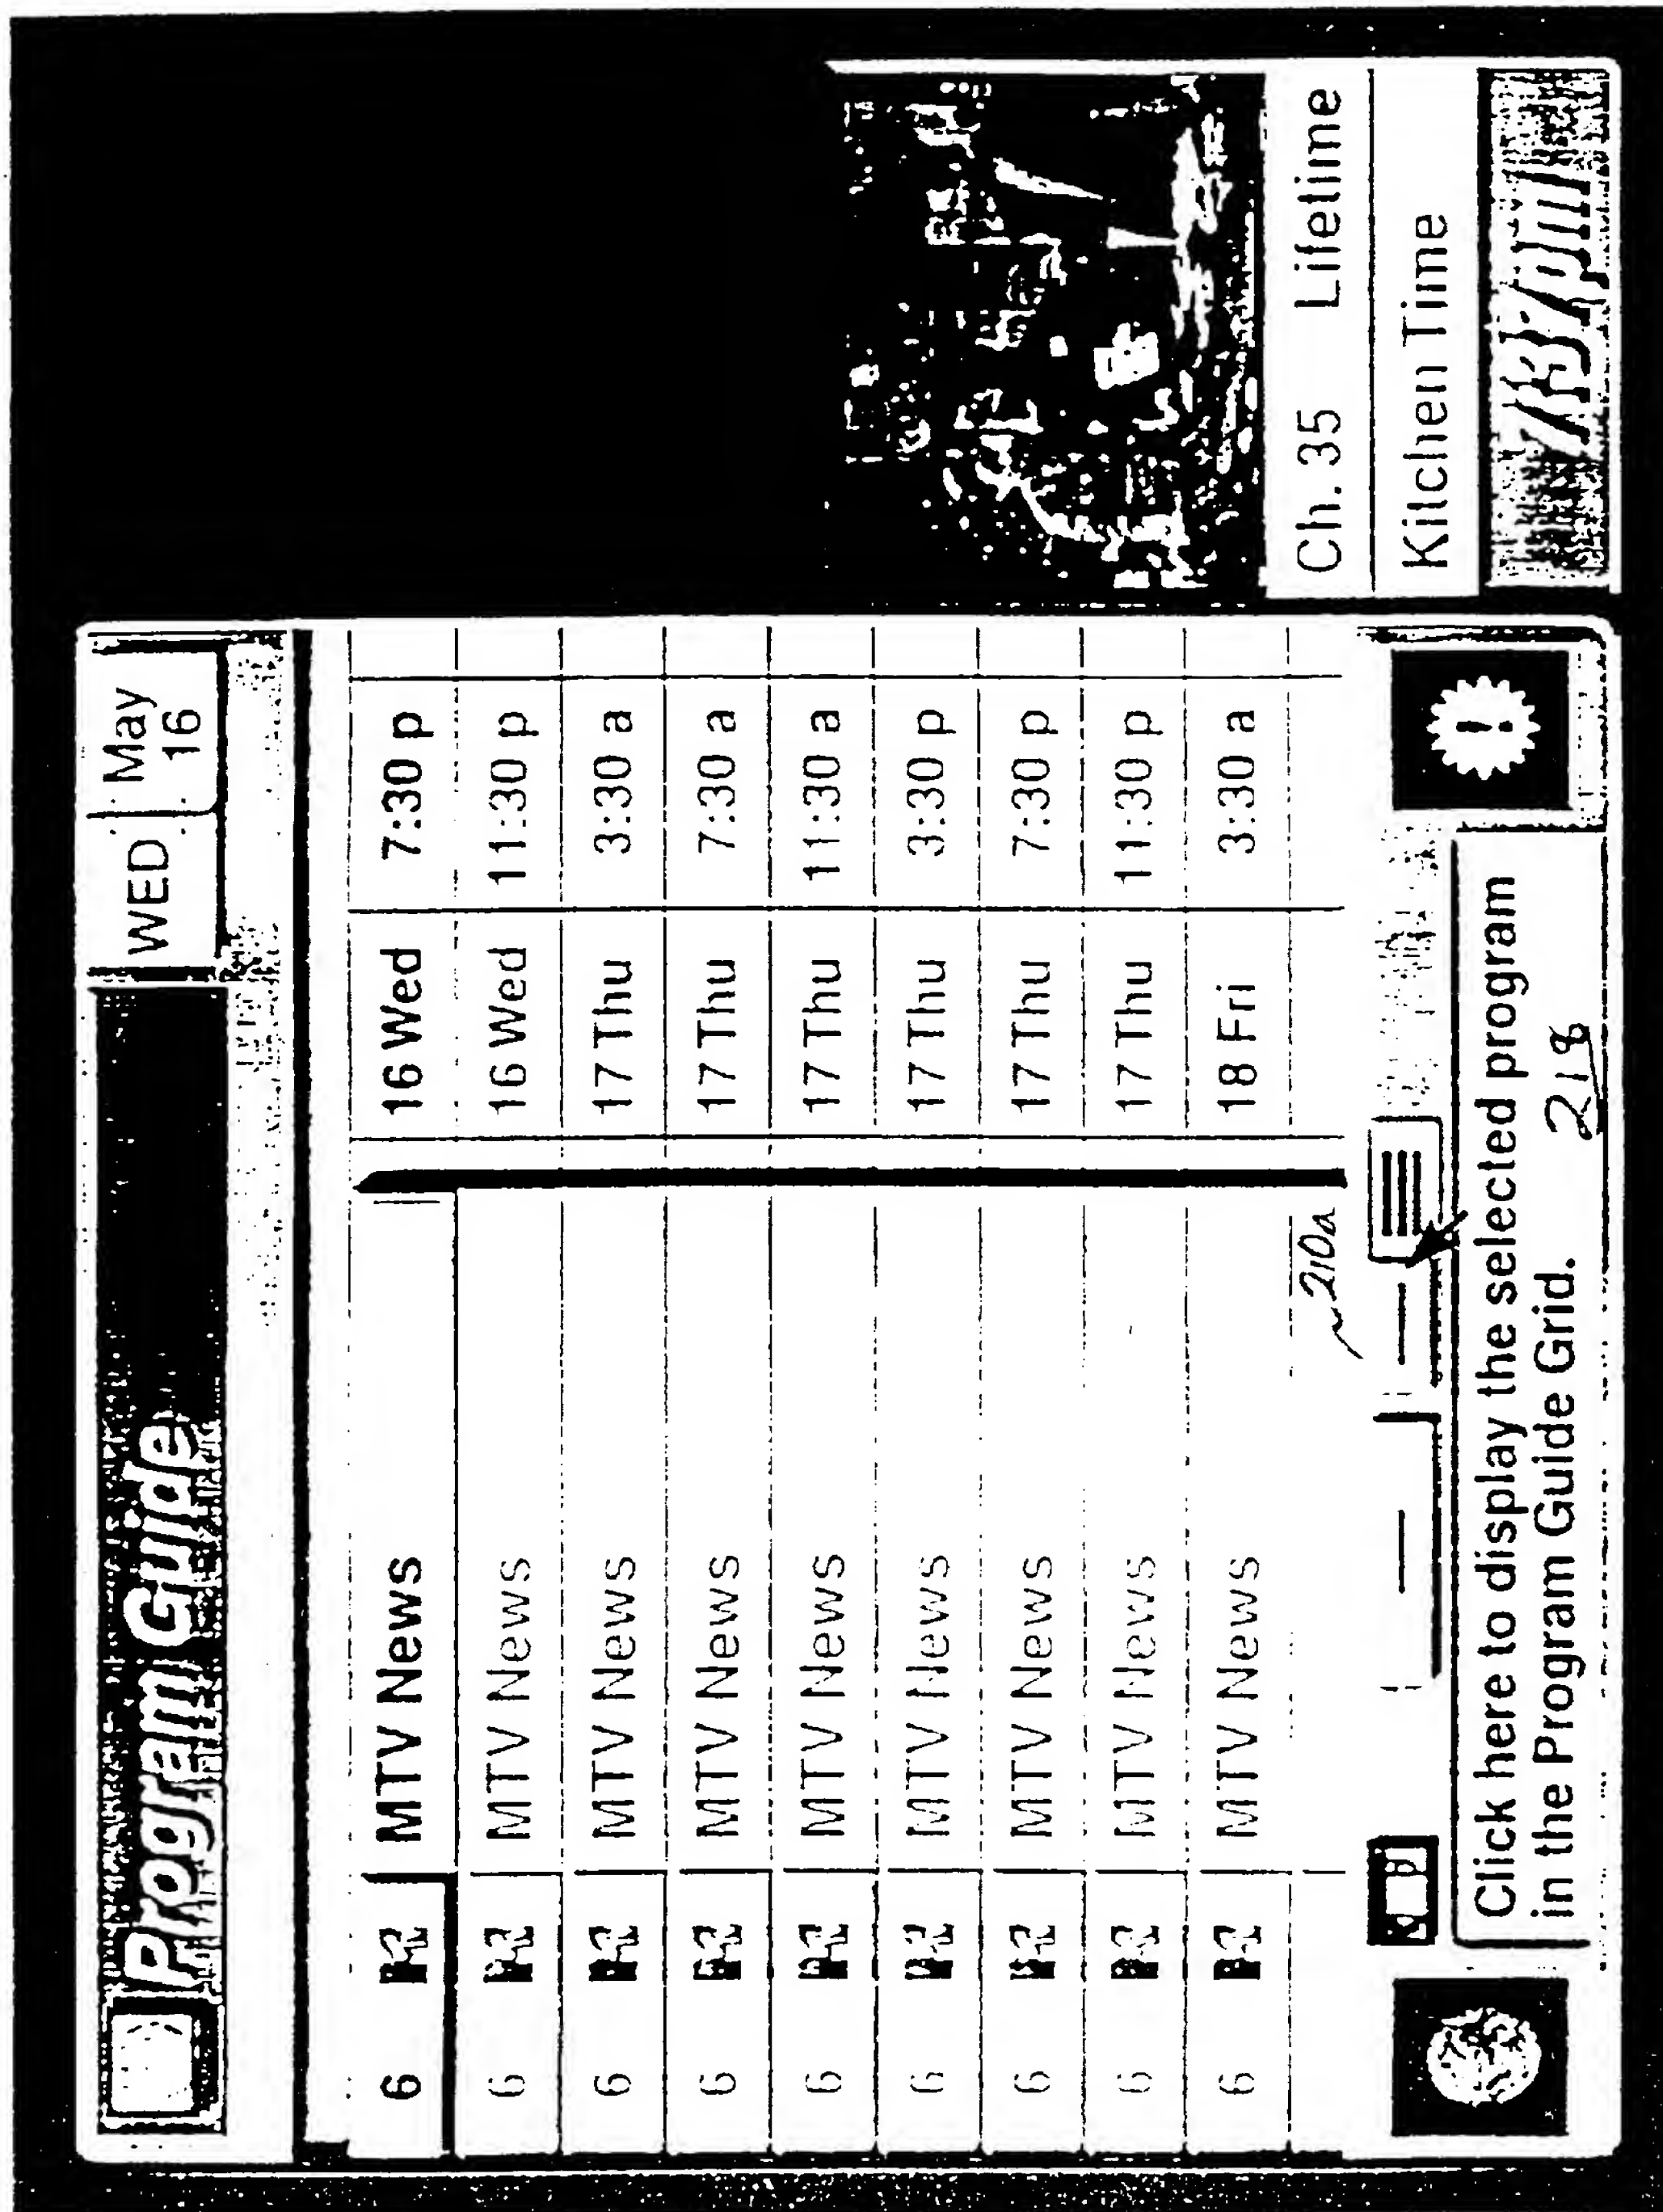 Program Guide
WED May 16
6 MTV News 16 Wed 7:30 p
6 MTV News 16 Wed 11:30 p
6 MTV News 17 Thu 3:30 a
6 MTV News 17 Thu 7:30 a
6 MTV News 17 Thu 11:30 a
6 MTV News 17 Thu 3:30 p
6 MTV News 17 Thu 7:30 p
6 MTV News 17 Thu 11:30 p
6 MTV News 18 Fri 3:30 a
210a
Click here to display the selected program
in the Program Guide Grid.
218
!
Ch. 35 Lifetime
Kitchen Time